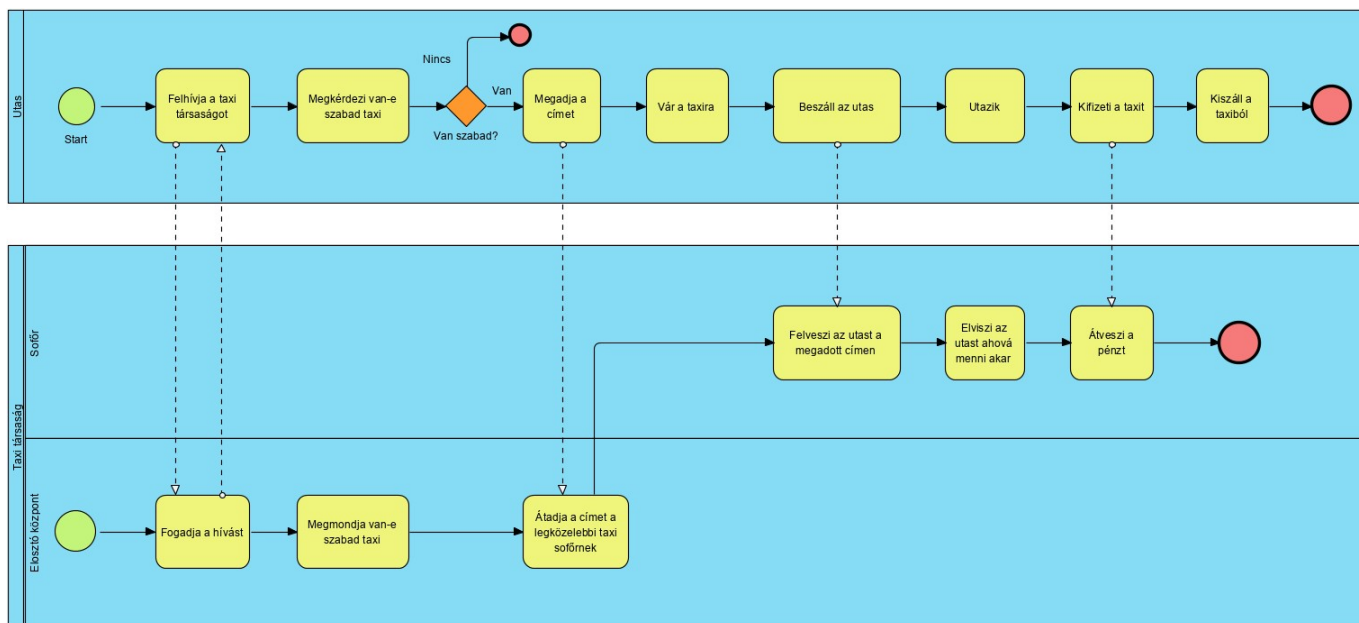 Utas
Start
Felhívja a taxi
társaságot
Megkérdezi van-e
szabad taxi
Nincs
Van
Van szabad?
Megadja a
címet
Vár a taxira
Beszáll az utas
Utazik
Kifizeti a taxit
Kiszáll a
taxiból
Taxi társaság
Sofőr
Felveszi az utast a
megadott címen
Elviszi az
utast ahová
menni akar
Átveszi a
pénzt
Elosztó központ
Fogadja a hívást
Megmondja van-e
szabad taxi
Átadja a címet a
legközelebbi taxi
sofőrnek